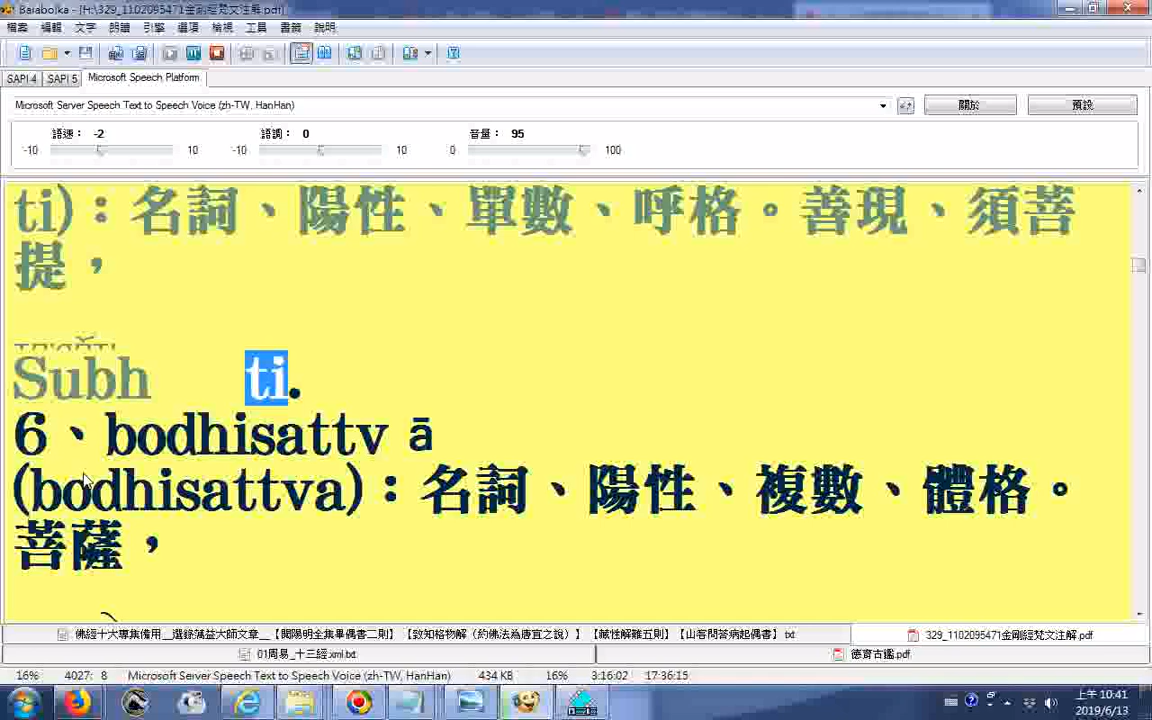 Balabolka - [H:\329_1102095471金剛經梵文注解.pdf]
檔案 編輯 文字 朗讀 引擎 選項 檢視 工具 書籤 說明
SAPI 4 SAPI 5 Microsoft Speech Platform
Microsoft Server Speech Text to Speech Voice (zh-TW, HanHan) 關於 預設
語速： -2 語調： 0 音量： 95
-10 10 -10 10 0 100
ti)：名詞、陽性、單數、呼格。善現、須菩
提，
Subh ti.
6、bodhisattv ā
(bodhisattva)：名詞、陽性、複數、體格。
菩薩，
329_1102095471金剛經梵文注解.pdf
01周易_十三經.xml.txt 德育古鑑.pdf
16% 4027: 8 Microsoft Server Speech Text to Speech Voice (zh-TW, HanHan) 434 KB 16% 3:16:02 17:36:15
上午 10:41
2019/6/13